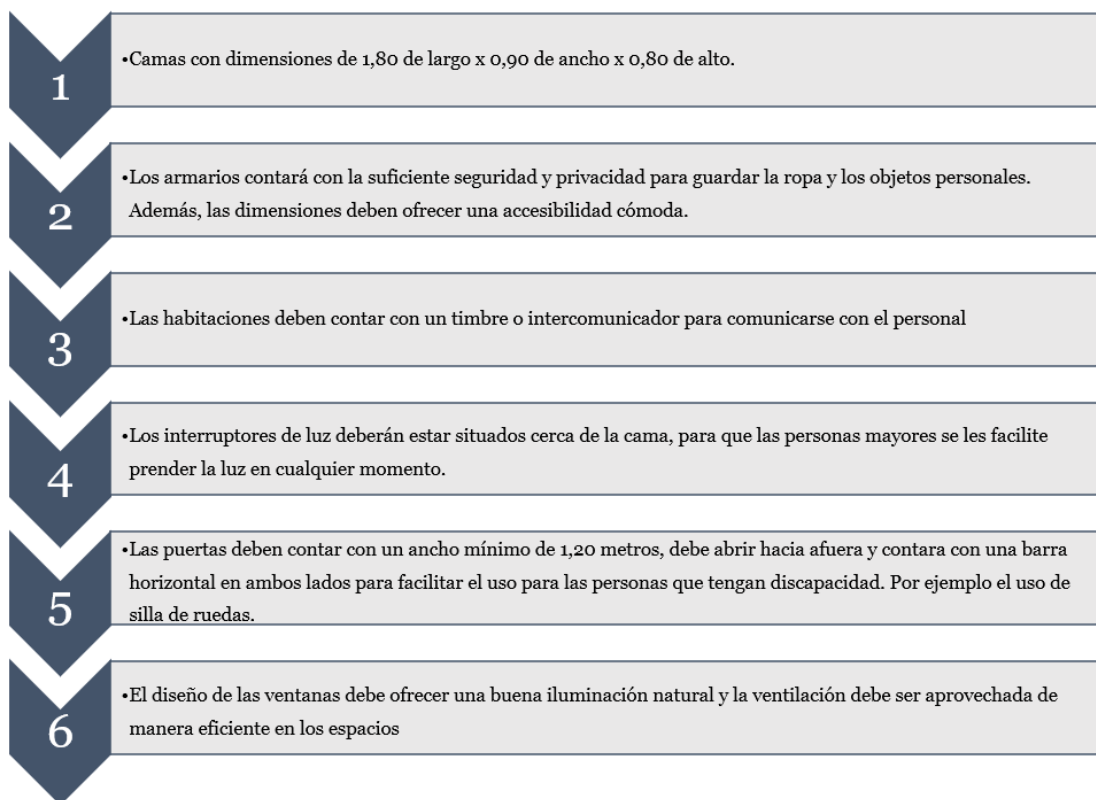 1
•Camas con dimensiones de 1,80 de largo x 0,90 de ancho x 0,80 de alto.
2
•Los armarios contará con la suficiente seguridad y privacidad para guardar la ropa y los objetos personales.
Además, las dimensiones deben ofrecer una accesibilidad cómoda.
3
•Las habitaciones deben contar con un timbre o intercomunicador para comunicarse con el personal
4
•Los interruptores de luz deberán estar situados cerca de la cama, para que las personas mayores se les facilite
prender la luz en cualquier momento.
5
•Las puertas deben contar con un ancho mínimo de 1,20 metros, debe abrir hacia afuera y contara con una barra
horizontal en ambos lados para facilitar el uso para las personas que tengan discapacidad. Por ejemplo el uso de
silla de ruedas.
6
•El diseño de las ventanas debe ofrecer una buena iluminación natural y la ventilación debe ser aprovechada de
manera eficiente en los espacios